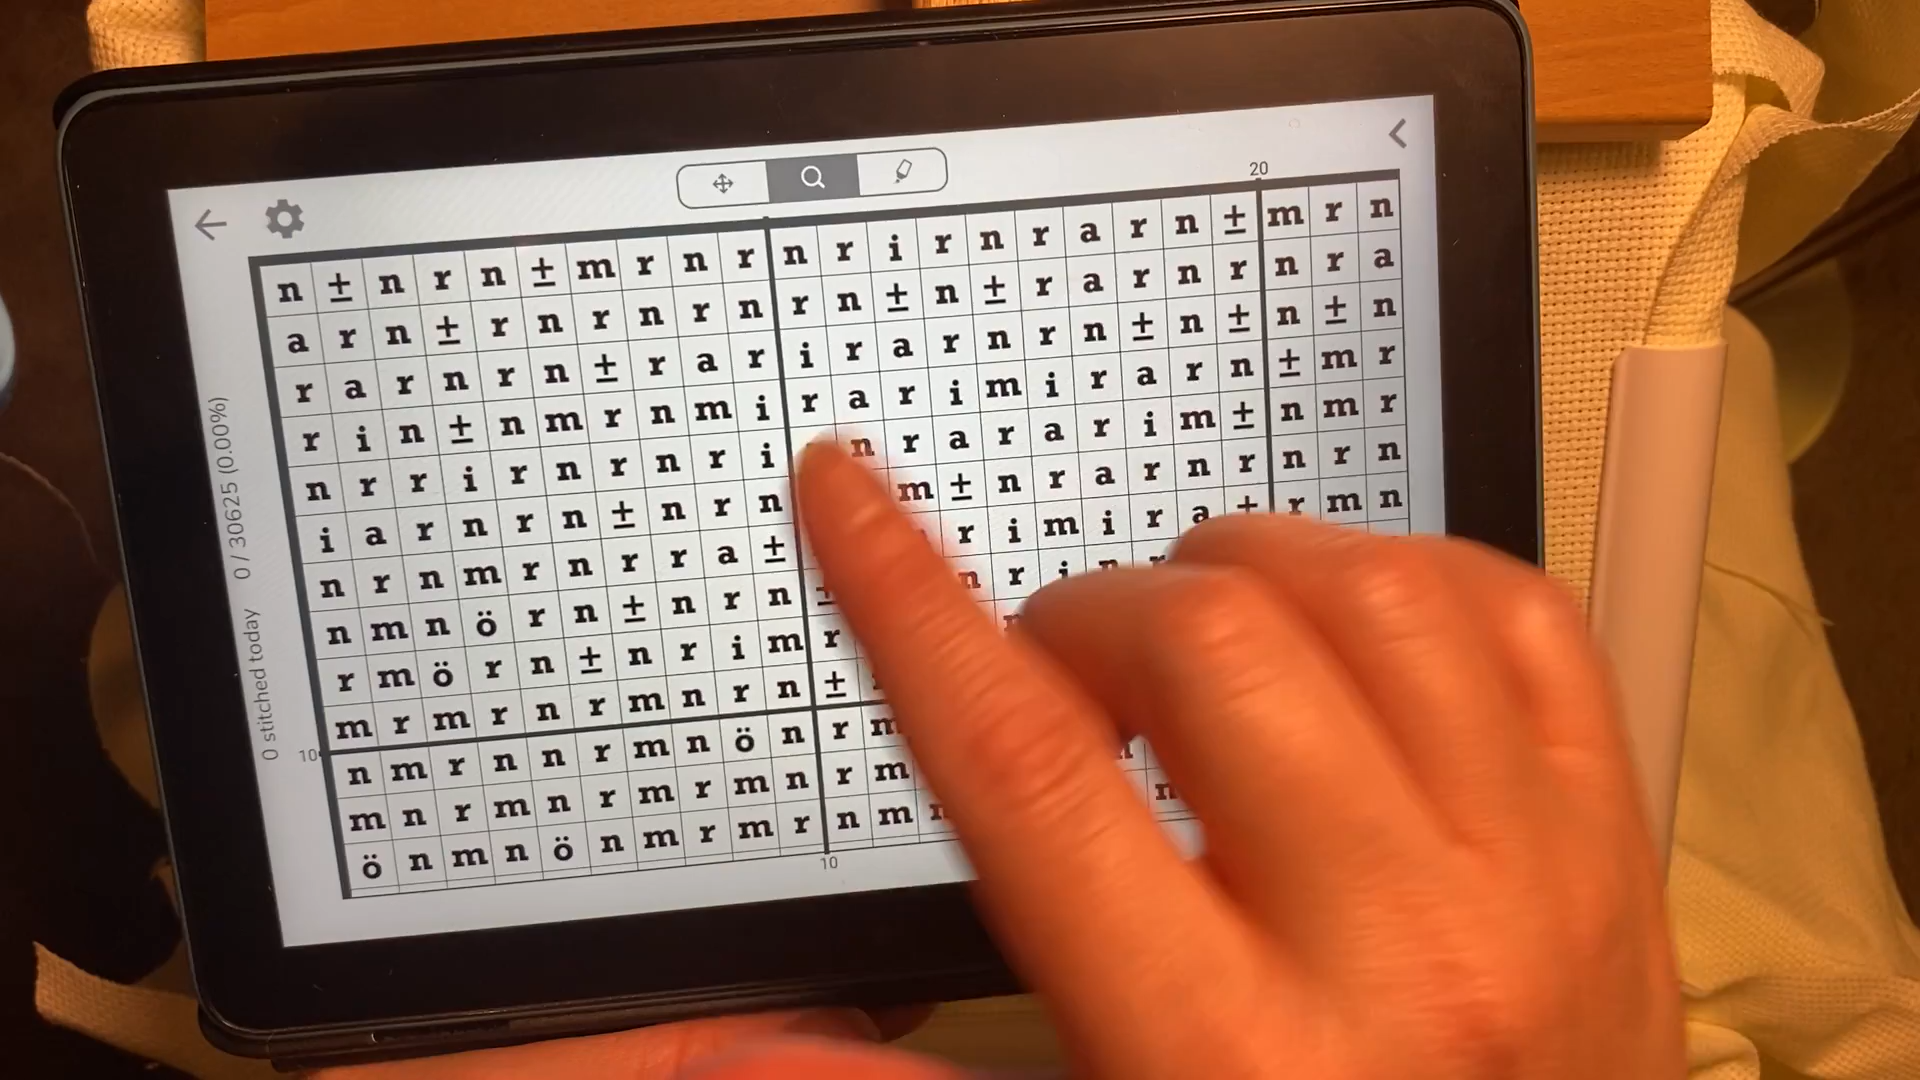 20
n ± n r n ± m r n r n r i r n r a r n ± m r n
a r n ± r n r n r n r n ± n ± r a r n r n r a
r a r n r n ± r a r i r a r n r n ± n ± n ± n
r i n ± n m r n m i r a r i m i r a r n ± m r
n r r i r n r n r i n r a r a r i m ± n m r
i a r n r n ± n r n m ± n r a r n r n r n
n r n m r n r r a ± r i m i r a ± r m n
n m n ö r n ± n r n n r i
r m ö r n ± n r i m r
m r m r n r m n r n ±
10
n m r n n r m n ö n r m
m n r m n r m r m n r m n
ö n m n ö n m r m r n m n
10
0 stitched today 0 / 30625 (0.00%)